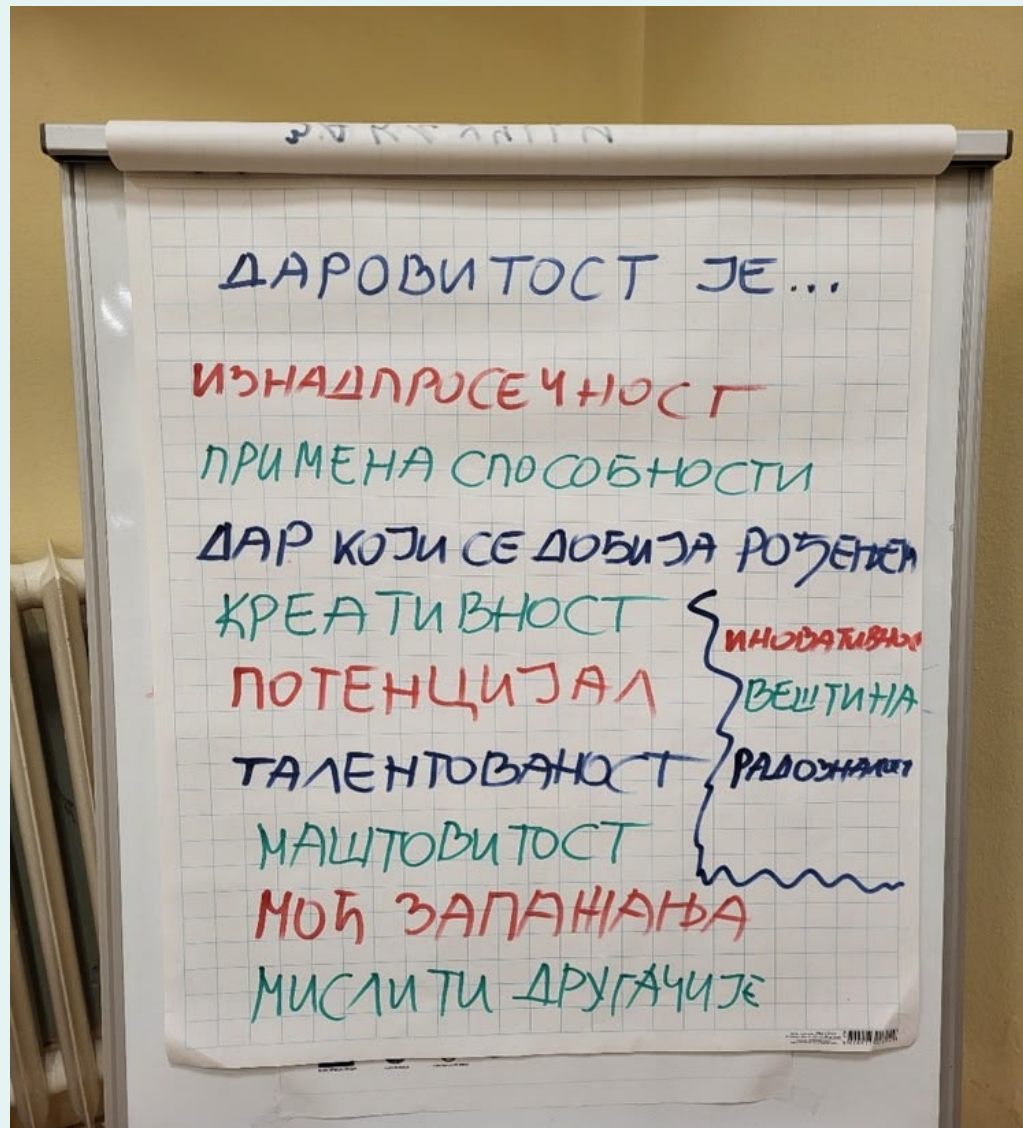 ДАРОВИТОСТ ЈЕ...
ИЗНАДПРОСЕЧНОСТ
ПРИМЕНА СПОСОБНОСТИ
ДАР КОЈИ СЕ ДОБИЈА РОЂЕЊЕМ
КРЕАТИВНОСТ
ПОТЕНЦИЈАЛ
ТАЛЕНТОВАНОСТ
МАШТОВИТОСТ
МОЋ ЗАПАЖАЊА
МИСЛИТИ ДРУГАЧИЈЕ
ИНОВАТИВНОС
ВЕШТИНА
РАДОЗНАЛОСТ